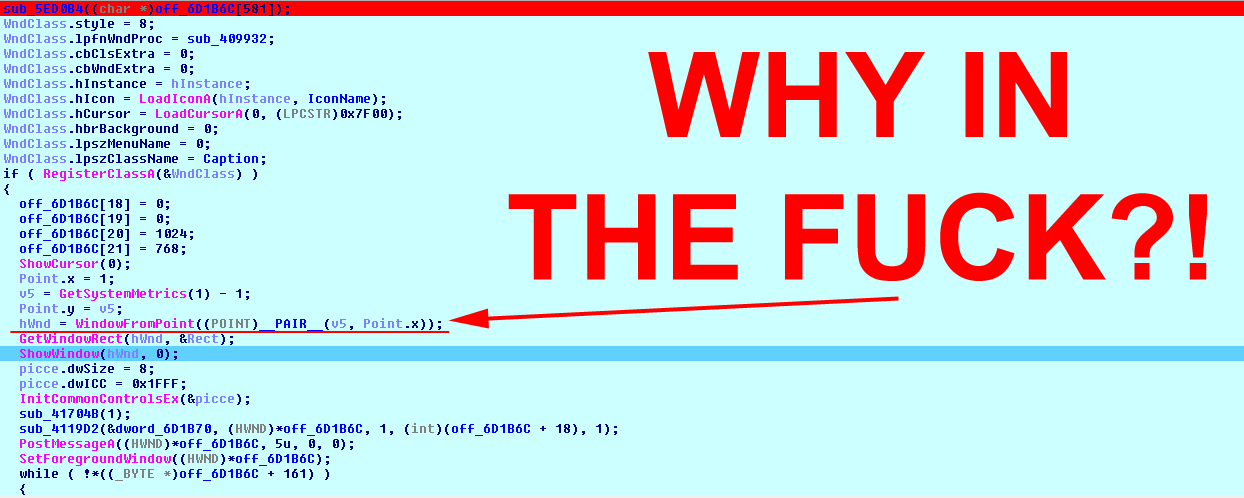 sub_5ED0B4((char *)off_6D1B6C[581]);
WndClass.style = 8;
WndClass.lpfnWndProc = sub_409932;
WndClass.cbClsExtra = 0;
WndClass.cbWndExtra = 0;
WndClass.hInstance = hInstance;
WndClass.hIcon = LoadIconA(hInstance, IconName);
WndClass.hCursor = LoadCursorA(0, (LPCSTR)0x7F00);
WndClass.hbrBackground = 0;
WndClass.lpszMenuName = 0;
WndClass.lpszClassName = Caption;
if ( RegisterClassA(&WndClass) )
{
off_6D1B6C[18] = 0;
off_6D1B6C[19] = 0;
off_6D1B6C[20] = 1024;
off_6D1B6C[21] = 768;
ShowCursor(0);
Point.x = 1;
v5 = GetSystemMetrics(1) - 1;
Point.y = v5;
hWnd = WindowFromPoint((POINT)__PAIR__(v5, Point.x));
GetWindowRect(hWnd, &Rect);
ShowWindow(hWnd, 0);
picce.dwSize = 8;
picce.dwICC = 0x1FFF;
InitCommonControlsEx(&picce);
sub_41704B(1);
sub_4119D2(&dword_6D1B70, (HWND)*off_6D1B6C, 1, (int)(off_6D1B6C + 18), 1);
PostMessageA((HWND)*off_6D1B6C, 5u, 0, 0);
SetForegroundWindow((HWND)*off_6D1B6C);
while ( !*((_BYTE *)off_6D1B6C + 161) )
{
WHY IN
THE FUCK?!